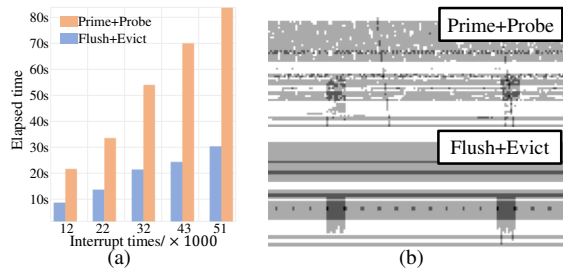 80s
70s
60s
50s
40s
30s
20s
10s
Elapsed time
Prime+Probe
Flush+Evict
12 22 32 43 51
Interrupt times/ × 1000
(a)
Prime+Probe
Flush+Evict
(b)